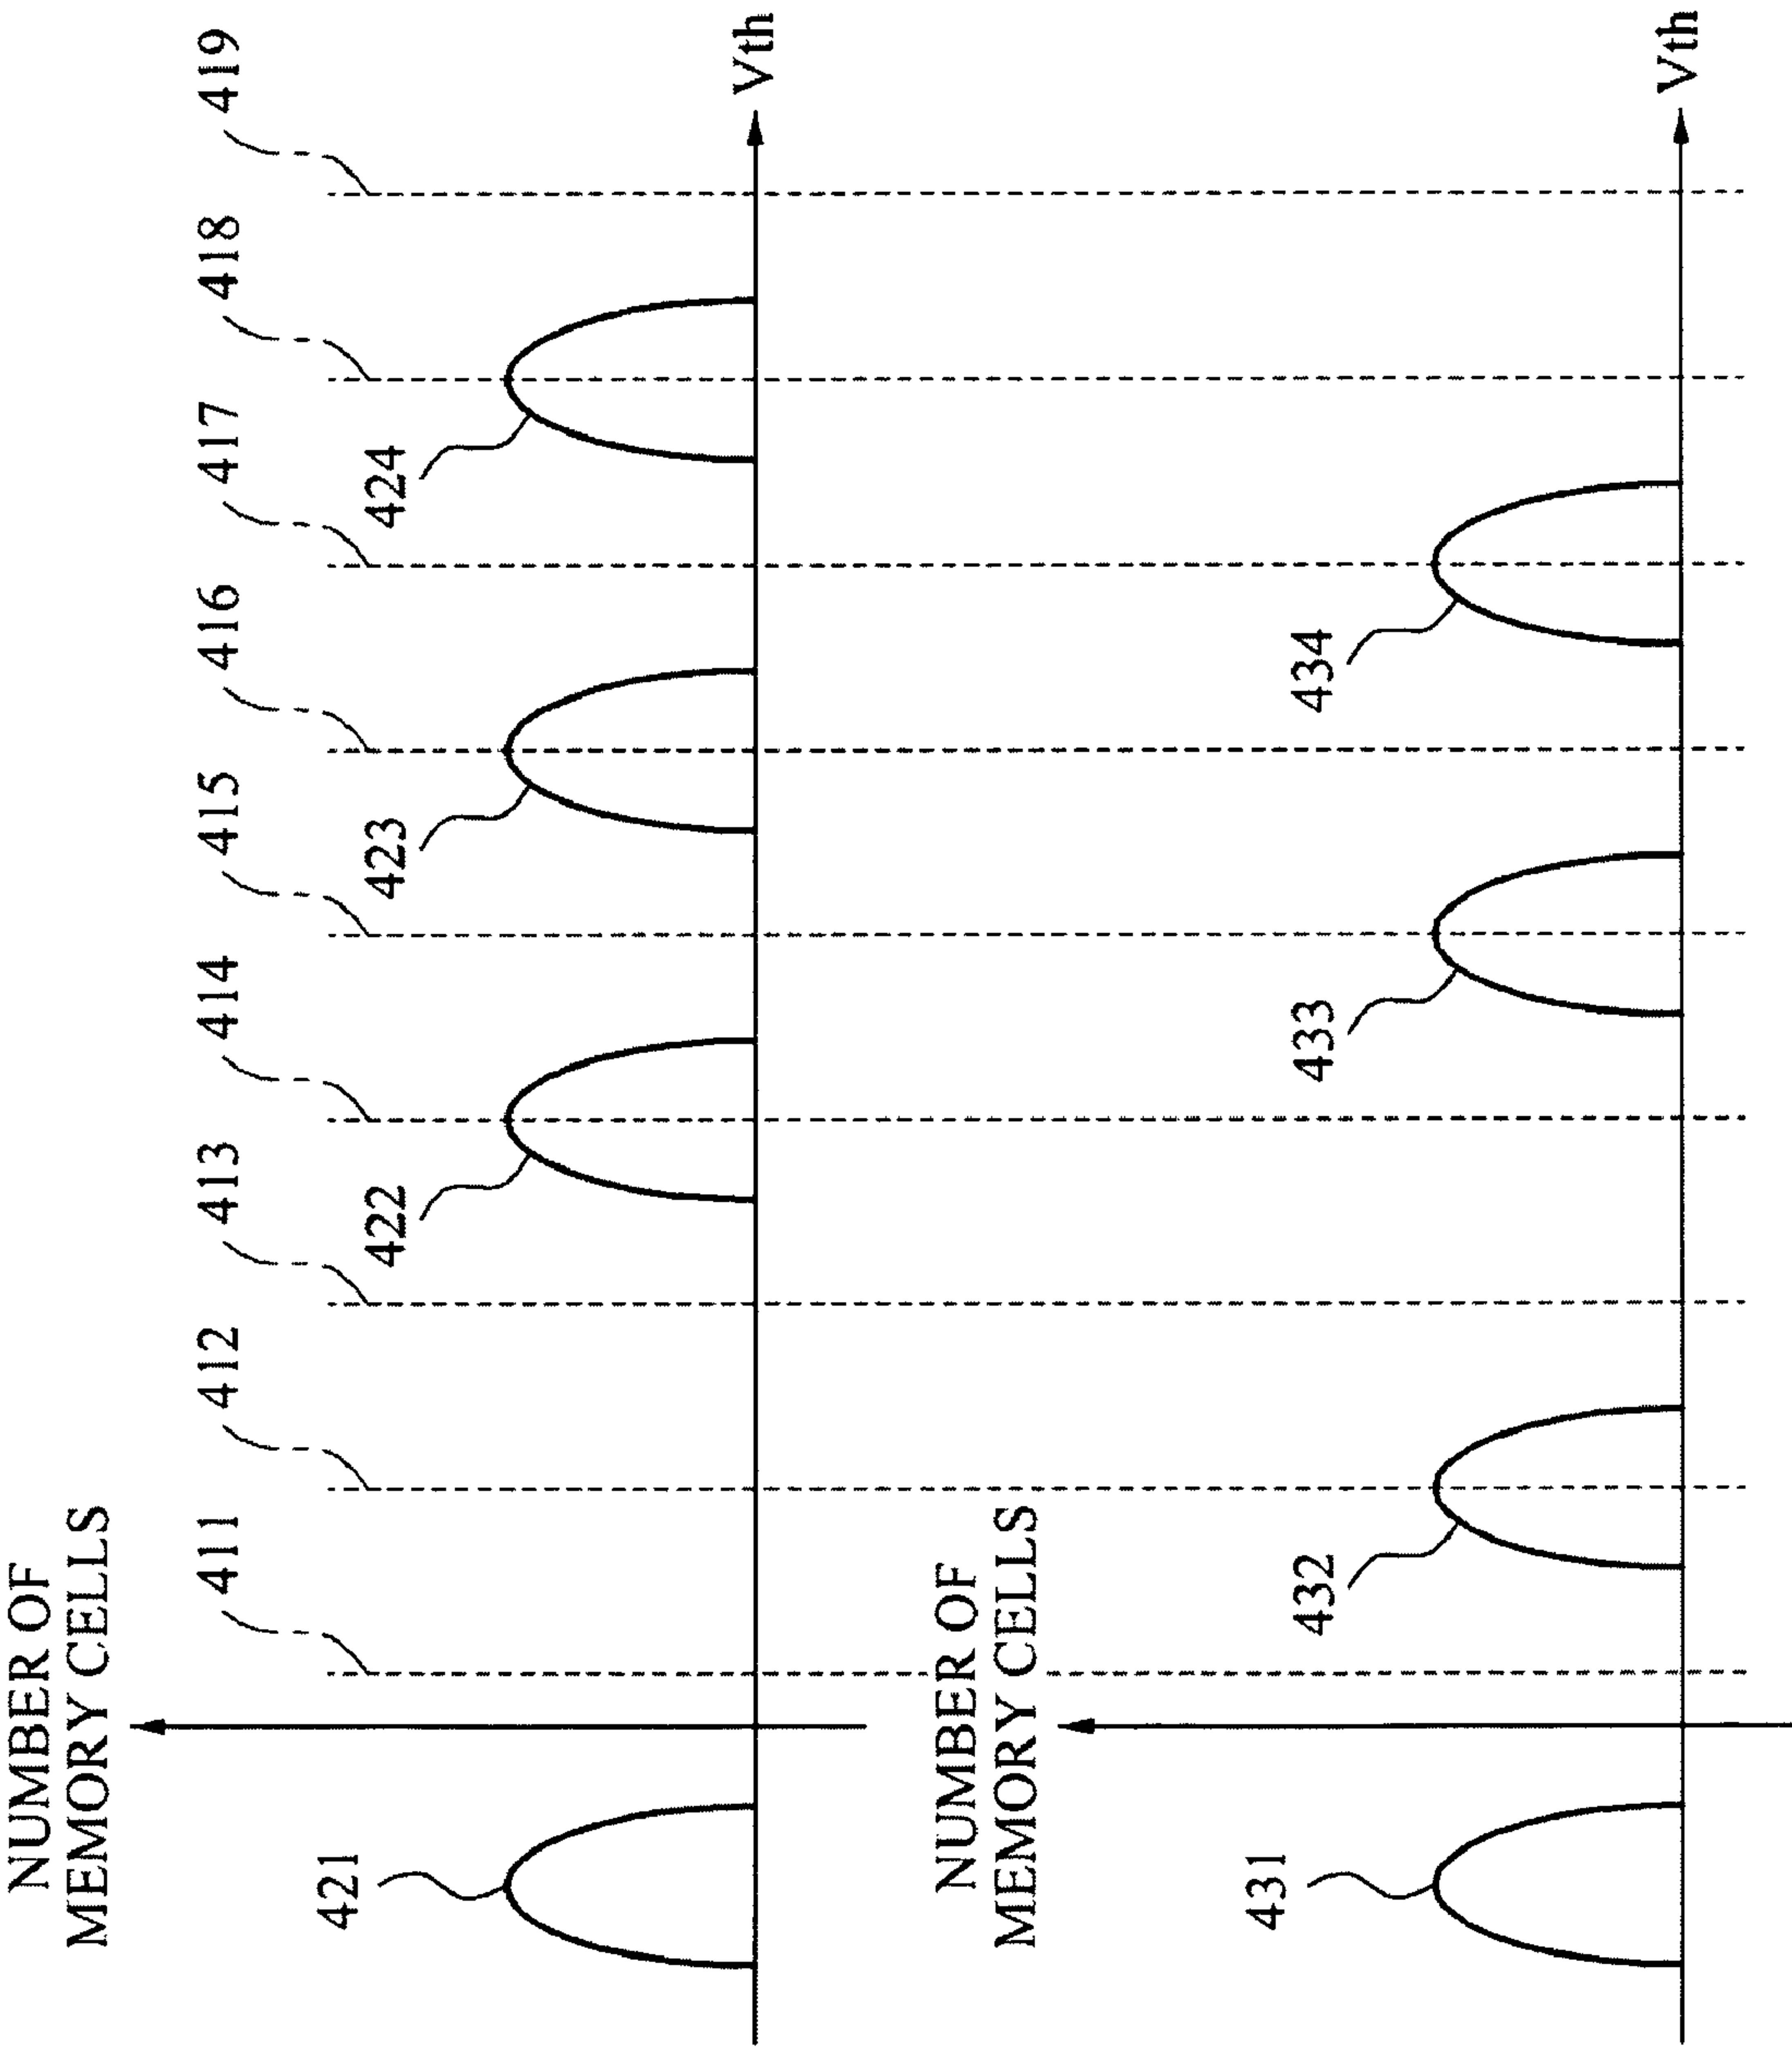 NUMBER OF
MEMORY CELLS
411
412
413
414
415
416
417
418
419
421
422
423
424
Vth
NUMBER OF
MEMORY CELLS
431
432
433
434
Vth